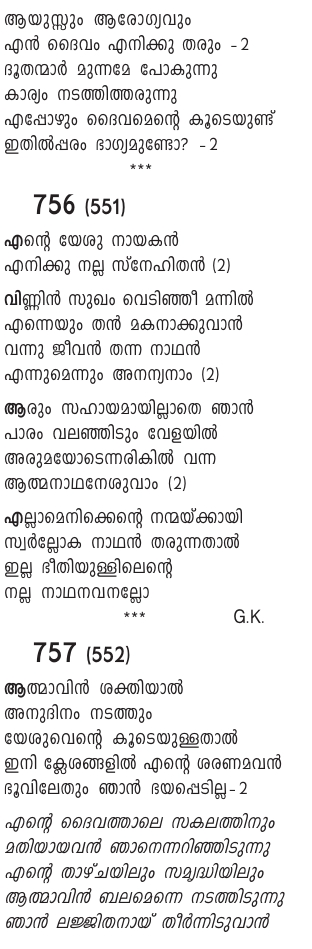 ആയുസ്സും ആരോഗ്യവും
എൻ ദൈവം എനിക്കു തരും -2
ദൂതന്മാർ മുന്നമേ പോകുന്നു
കാര്യം നടത്തിത്തരുന്നു
എപ്പോഴും ദൈവമെന്റെ കൂടെയുണ്ട്
ഇതിൽപ്പരം ഭാഗ്യമുണ്ടോ? -2
***
756 (551)
എന്റെ യേശു നായകൻ
എനിക്കു നല്ല സ്നേഹിതൻ (2)
വിണ്ണിൻ സുഖം വെടിഞ്ഞീ മന്നിൽ
എന്നെയും തൻ മകനാക്കുവാൻ
വന്നു ജീവൻ തന്ന നാഥൻ
എന്നുമെന്നും അനന്യനാം (2)
ആരും സഹായമായില്ലാതെ ഞാൻ
പാരം വലഞ്ഞിടും വേളയിൽ
അരുമയോടെന്നരികിൽ വന്ന
ആത്മനാഥനേശുവാം (2)
എല്ലാമെനിക്കെന്റെ നന്മയ്ക്കായി
സ്വർല്ലോക നാഥൻ തരുന്നതാൽ
ഇല്ല ഭീതിയുള്ളിലെന്റെ
നല്ല നാഥനവനല്ലോ
*** G.K.
757 (552)
ആത്മാവിൻ ശക്തിയാൽ
അനുദിനം നടത്തും
യേശുവെന്റെ കൂടെയുള്ളതാൽ
ഇനി ക്ലേശങ്ങളിൽ എന്റെ ശരണമവൻ
ഭൂവിലേതും ഞാൻ ഭയപ്പെടില്ല-2
എന്റെ ദൈവത്താലെ സകലത്തിനും
മതിയായവൻ ഞാനെന്നറിഞ്ഞിടുന്നു
എന്റെ താഴ്ചയിലും സമൃദ്ധിയിലും
ആത്മാവിൻ ബലമെന്നെ നടത്തിടുന്നു
ഞാൻ ലജ്ജിതനായ് തീർന്നിടുവാൻ